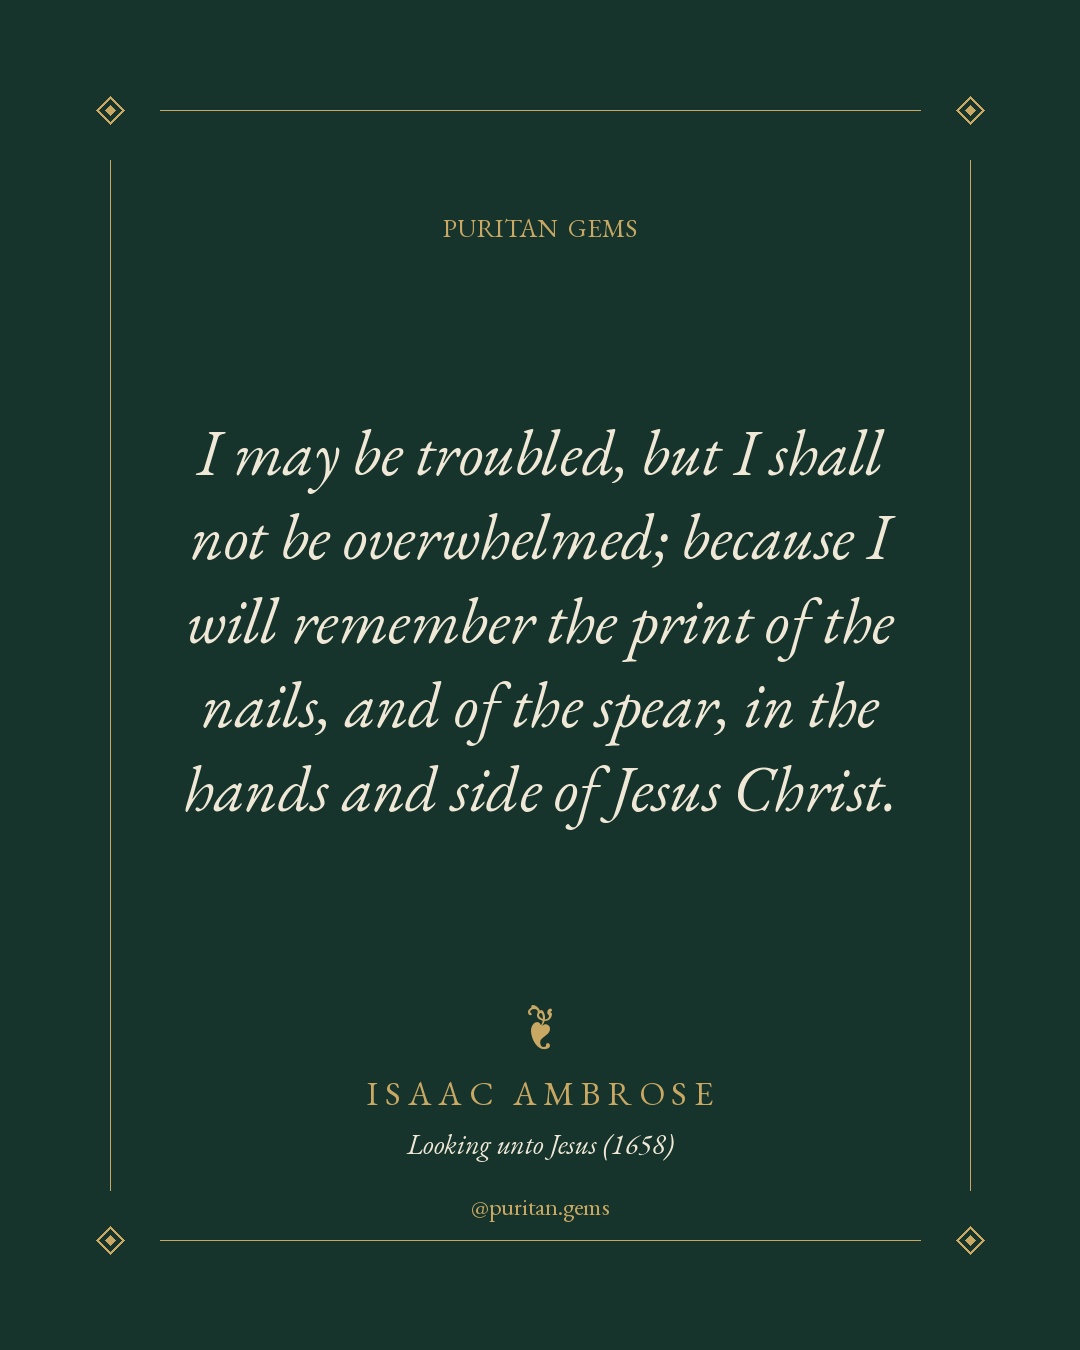 PURITAN GEMS
I may be troubled, but I shall
not be overwhelmed; because I
will remember the print of the
nails, and of the spear, in the
hands and side of Jesus Christ.
ISAAC AMBROSE
Looking unto Jesus (1658)
@puritan.gems